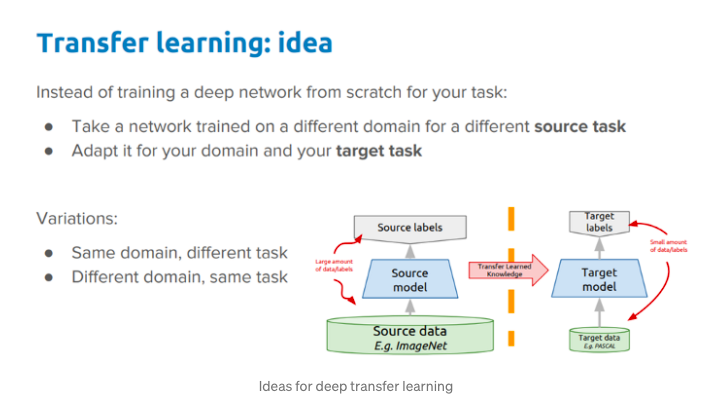 Transfer learning: idea
Instead of training a deep network from scratch for your task:
● Take a network trained on a different domain for a different source task
● Adapt it for your domain and your target task
Variations:
● Same domain, different task
● Different domain, same task
Source labels
Large amount
of data/labels
Source
model
Source data
E.g. ImageNet
Transfer Learned
Knowledge
Target
labels
Small amount
of data/labels
Target
model
Target data
E.g. PASCAL
Ideas for deep transfer learning